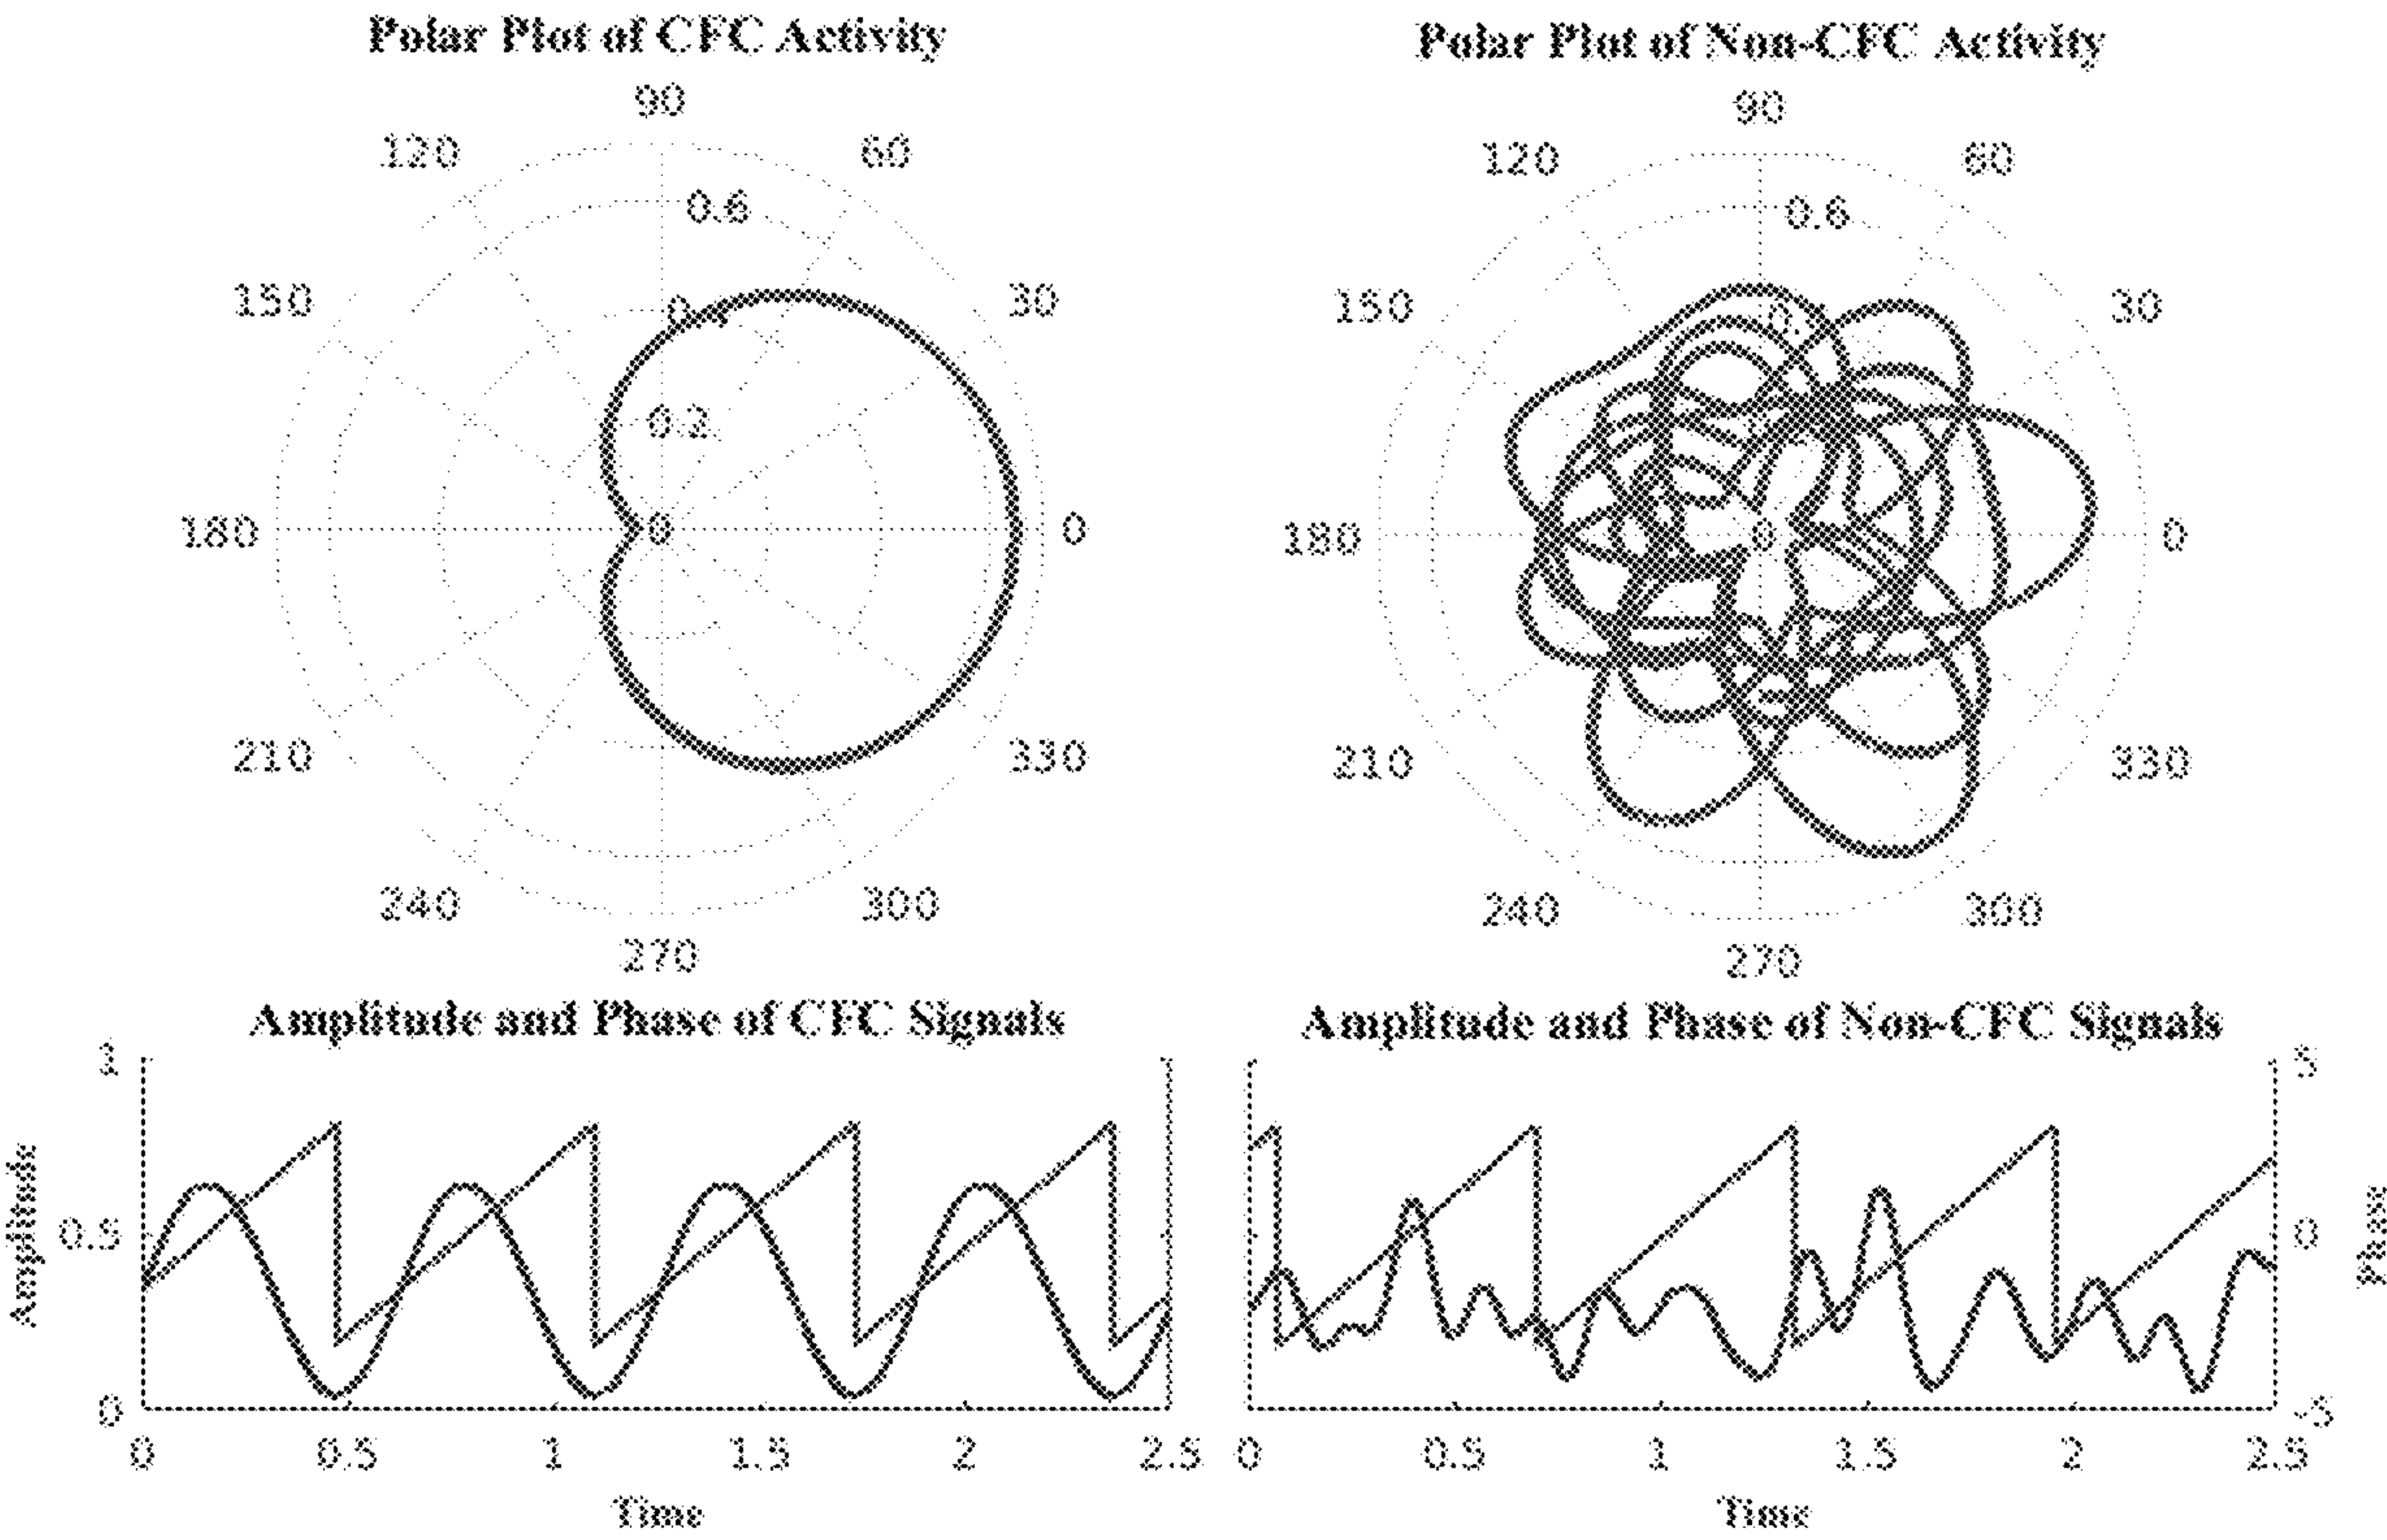 Polar Plot of CFC Activity
90
120 60
0.6
150 30
0.4
0.2
180 0 0
210 330
240 300
270
Polar Plot of Non-CFC Activity
90
120 60
0.6
150 30
180 0 0
210 330
240 300
270
Amplitude and Phase of CFC Signals
1
0.5
0
Amplitude
0 0.5 1 1.5 2 2.5
Time
Amplitude and Phase of Non-CFC Signals
5
0
-5
Phase
0 0.5 1 1.5 2 2.5
Time